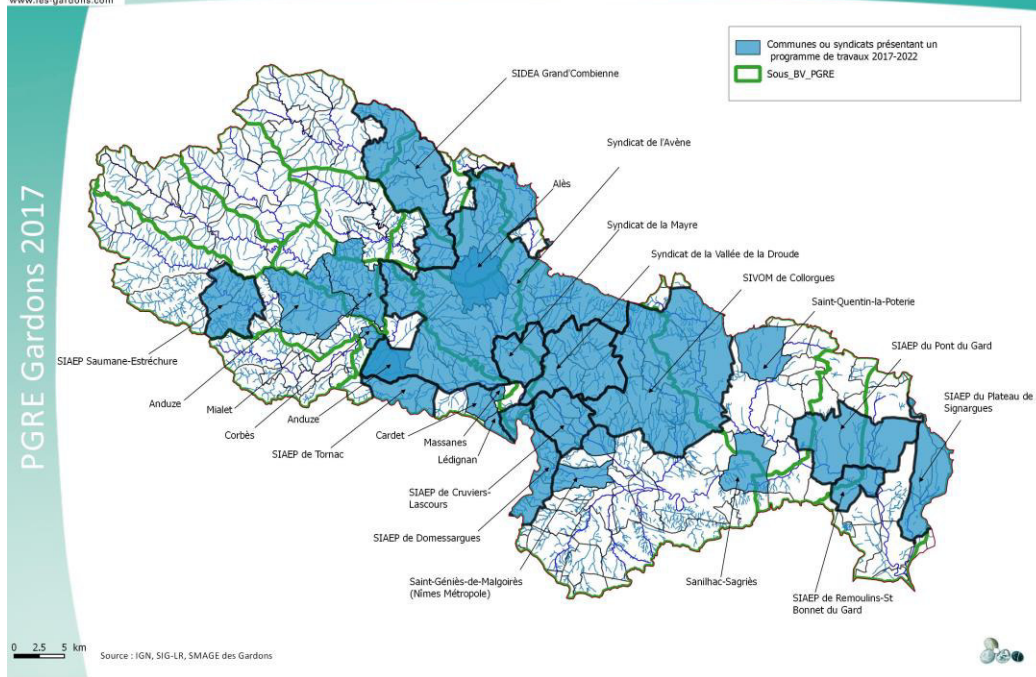 www.les-gardons.com
Communes ou syndicats présentant un
programme de travaux 2017-2022
Sous_BV_PGRE
SIDEA Grand'Combienne
Syndicat de l'Avène
Alès
Syndicat de la Mayre
Syndicat de la Vallée de la Droude
SIVOM de Collorgues
Saint-Quentin-la-Poterie
SIAEP du Pont du Gard
SIAEP du Plateau de
Signargues
SIAEP Saumane-Estréchure
Anduze
Mialet
Corbès
Anduze
SIAEP de Tornac
Cardet
Massanes
Lédignan
SIAEP de Cruviers-
Lascours
SIAEP de Domessargues
Saint-Géniès-de-Malgoirès
(Nîmes Métropole)
Sanilhac-Sagriès
SIAEP de Remoulins-St
Bonnet du Gard
PGRE Gardons 2017
0 2.5 5 km
Source : IGN, SIG-LR, SMAGE des Gardons